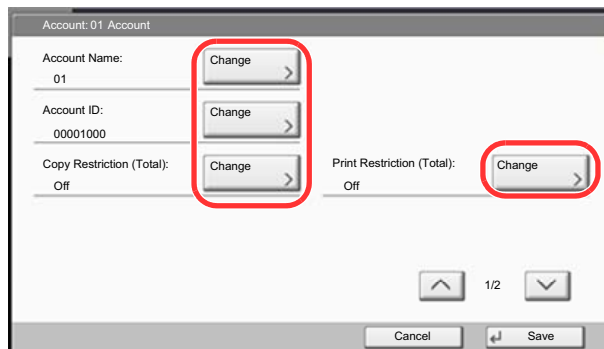 Account: 01 Account
Account Name:
Change
01
Account ID:
Change
00001000
Copy Restriction (Total):
Change
Off
Print Restriction (Total):
Change
Off
1/2
Cancel
Save